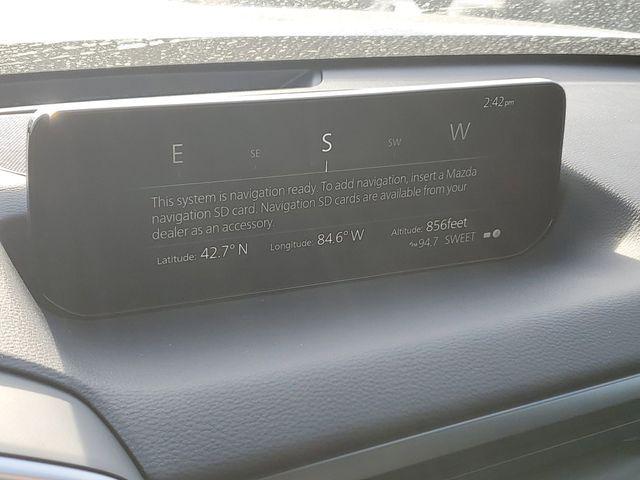 2:42pm
E SE S SW W
This system is navigation ready. To add navigation, insert a Mazda
navigation SD card. Navigation SD cards are available from your
dealer as an accessory.
Latitude: 42.7° N Longitude: 84.6° W Altitude: 856feet
94.7 SWEET